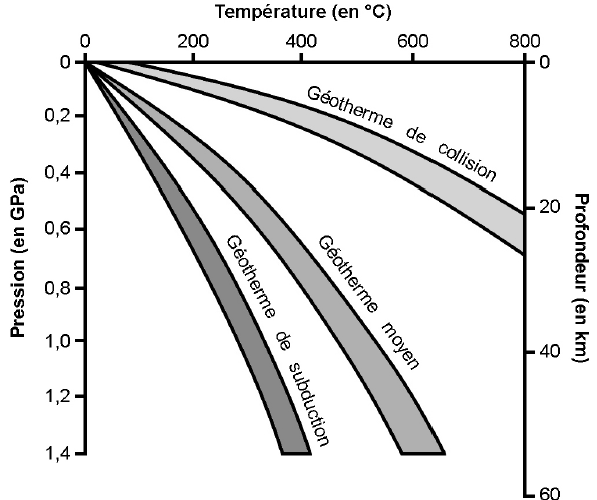 Température (en °C)
0 200 400 600 800
0
0,2
0,4
0,6
0,8
1,0
1,2
1,4
Pression (en GPa)
Géotherme de collision
Géotherme moyen
Géotherme de subduction
0
20
40
60
Profondeur (en km)